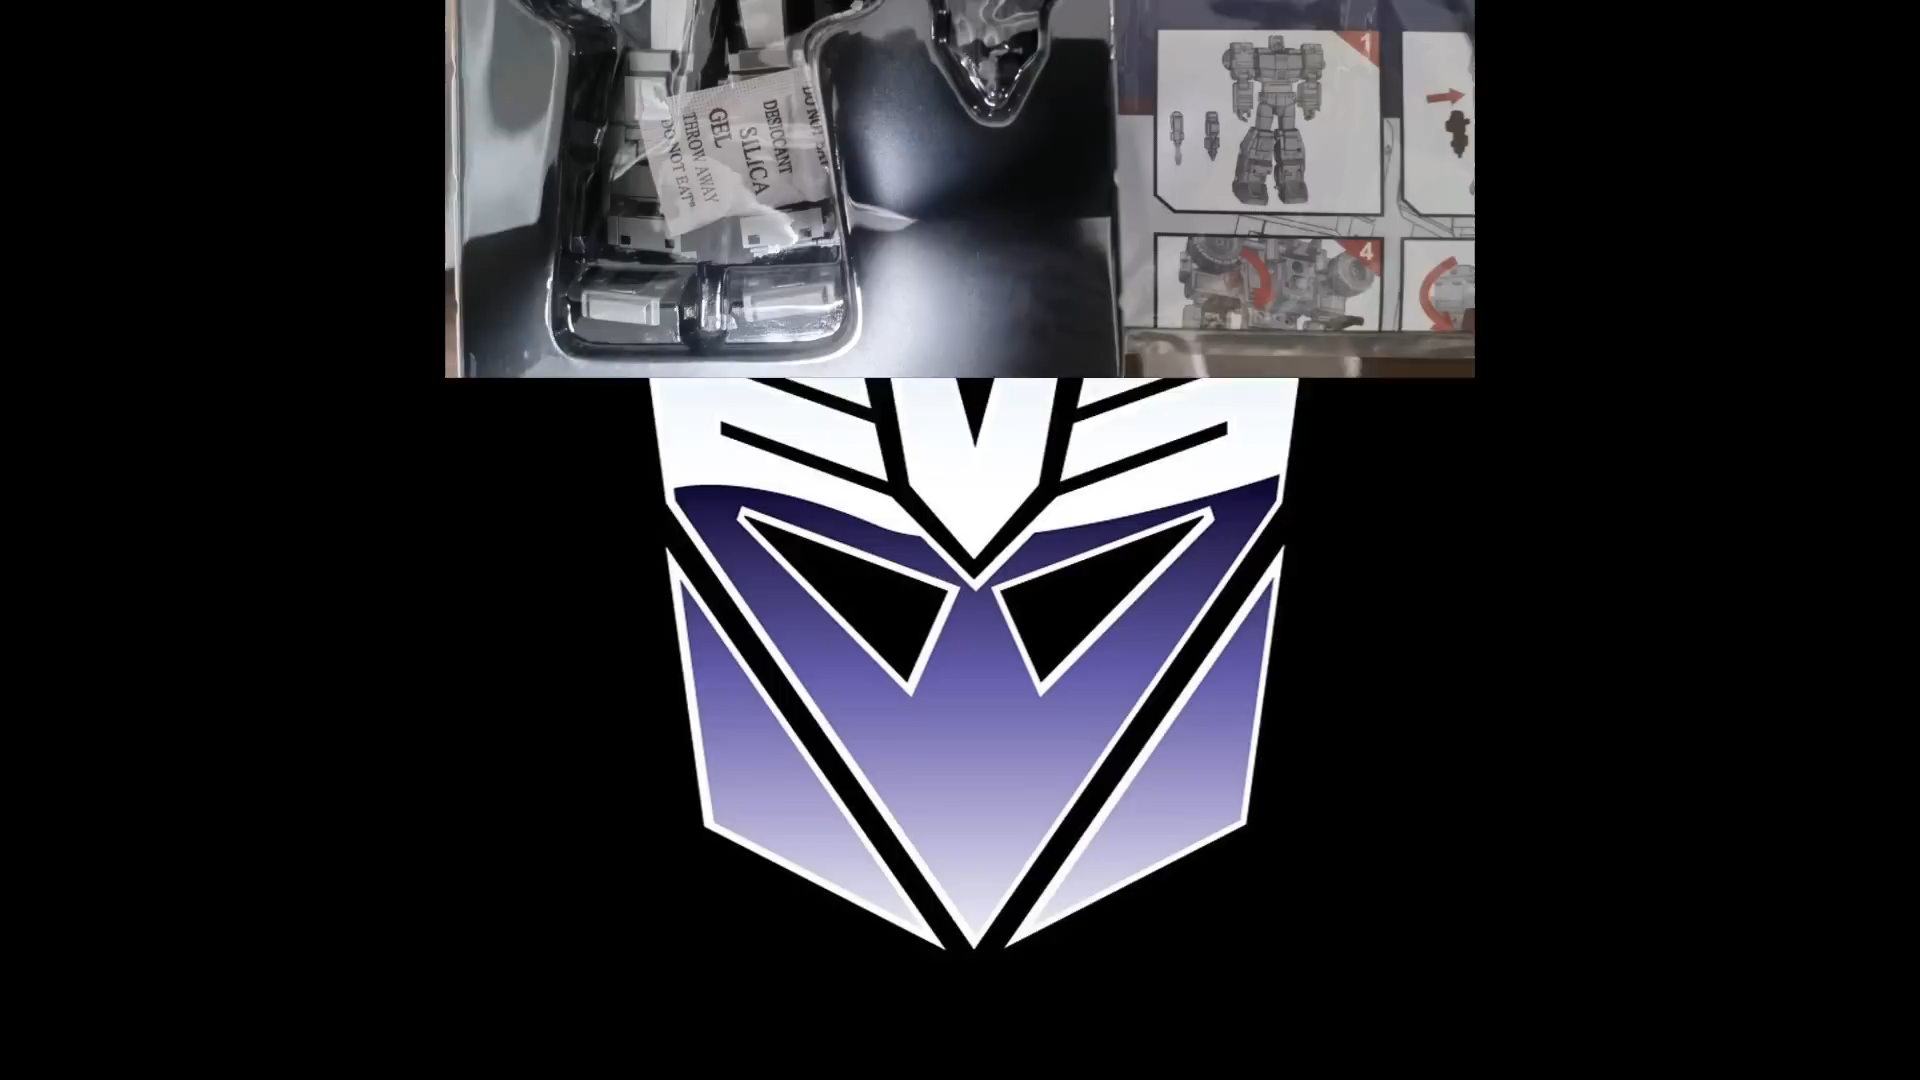 DO NOT EAT
DESICCANT
SILICA
GEL
THROW AWAY
"DO NOT EAT"
1
4